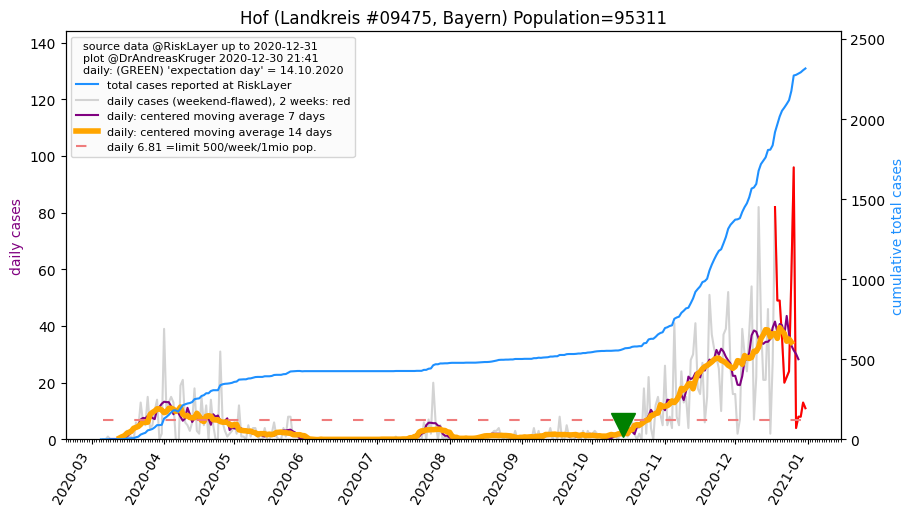 Hof (Landkreis #09475, Bayern) Population=95311
source data @RiskLayer up to 2020-12-31
plot @DrAndreasKruger 2020-12-30 21:41
daily: (GREEN) 'expectation day' = 14.10.2020
total cases reported at RiskLayer
daily cases (weekend-flawed), 2 weeks: red
daily: centered moving average 7 days
daily: centered moving average 14 days
daily 6.81 =limit 500/week/1mio pop.
daily cases
140
120
100
80
60
40
20
0
cumulative total cases
2500
2000
1500
1000
500
0
2020-03
2020-04
2020-05
2020-06
2020-07
2020-08
2020-09
2020-10
2020-11
2020-12
2021-01